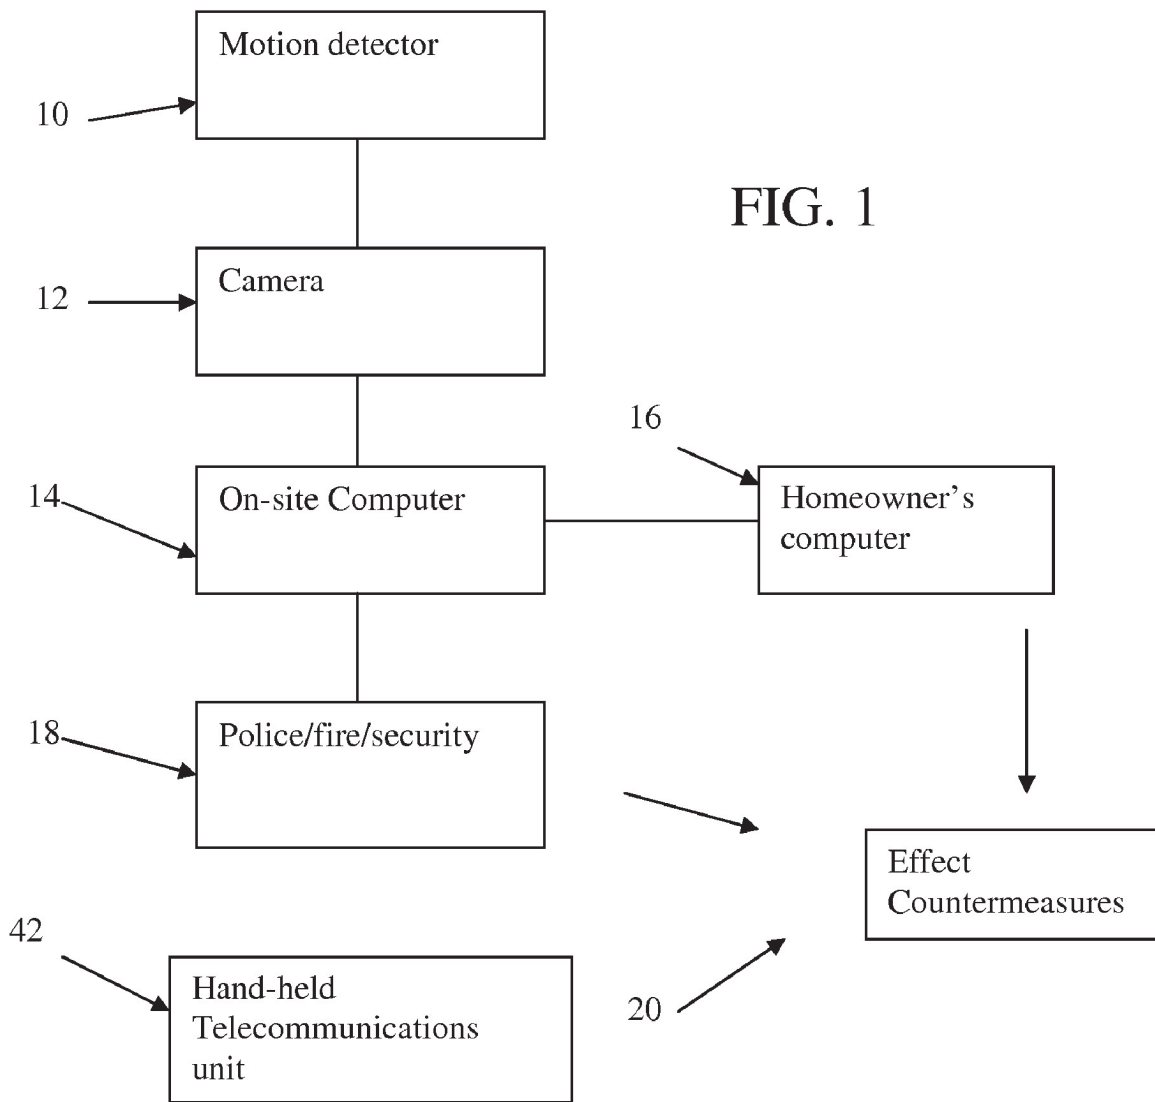 Motion detector
10
FIG. 1
Camera
12
16
14
On-site Computer
Homeowner's
computer
18
Police/fire/security
Effect
Countermeasures
42
Hand-held
Telecommunications
unit
20